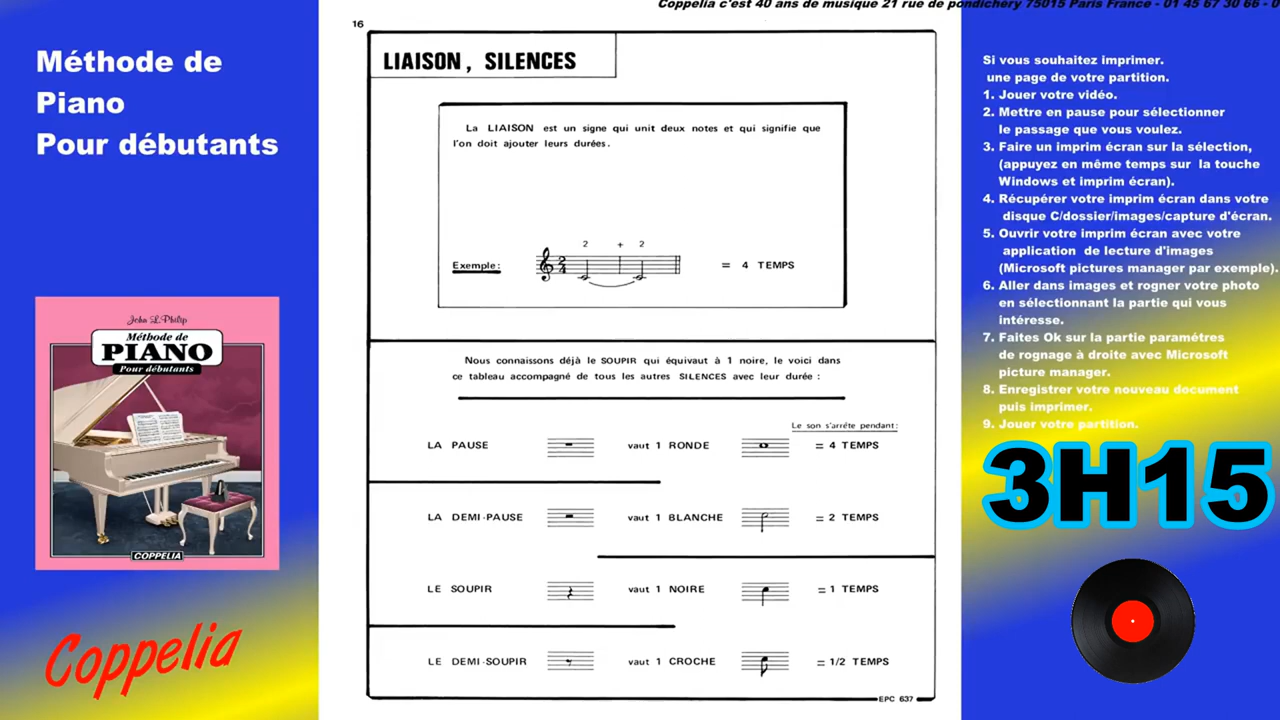 Coppelia c'est 40 ans de musique 21 rue de pondichery 75015 Paris France - 01 45 67 30 66 - 0
Méthode de
Piano
Pour débutants
John L.Philip
Méthode de
PIANO
Pour débutants
COPPELIA
Coppelia
16
LIAISON, SILENCES
La LIAISON est un signe qui unit deux notes et qui signifie que
l'on doit ajouter leurs durées.
2 + 2
Exemple: 2/4 = 4 TEMPS
Nous connaissons déjà le SOUPIR qui équivaut à 1 noire, le voici dans
ce tableau accompagné de tous les autres SILENCES avec leur durée :
Le son s'arrête pendant:
LA PAUSE vaut 1 RONDE = 4 TEMPS
LA DEMI-PAUSE vaut 1 BLANCHE = 2 TEMPS
LE SOUPIR vaut 1 NOIRE = 1 TEMPS
LE DEMI-SOUPIR vaut 1 CROCHE = 1/2 TEMPS
EPC 637
Si vous souhaitez imprimer.
une page de votre partition.
1. Jouer votre vidéo.
2. Mettre en pause pour sélectionner
le passage que vous voulez.
3. Faire un imprim écran sur la sélection,
(appuyez en même temps sur la touche
Windows et imprim écran).
4. Récupérer votre imprim écran dans votre
disque C/dossier/images/capture d'écran.
5. Ouvrir votre imprim écran avec votre
application de lecture d'images
(Microsoft pictures manager par exemple).
6. Aller dans images et rogner votre photo
en sélectionnant la partie qui vous
intéresse.
7. Faites Ok sur la partie paramétres
de rognage à droite avec Microsoft
picture manager.
8. Enregistrer votre nouveau document
puis imprimer.
9. Jouer votre partition.
3H15